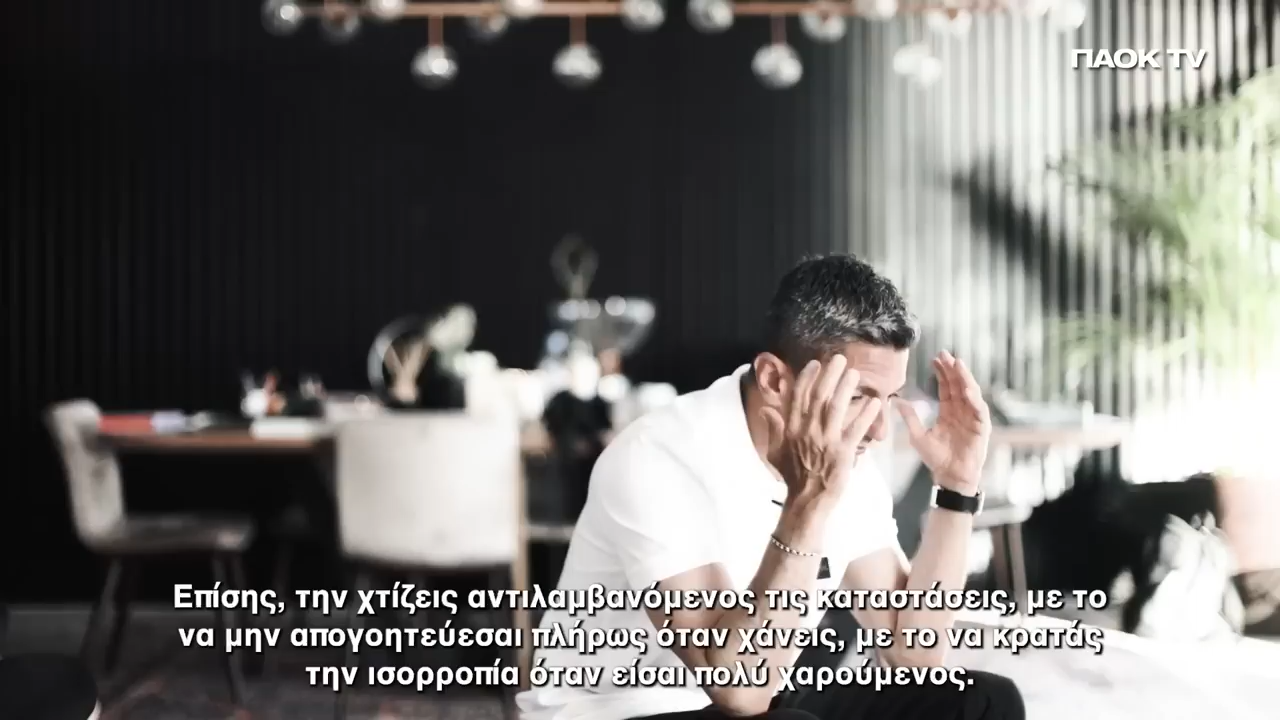 ΠΑΟΚ TV
Επίσης, την χτίζεις αντιλαμβανόμενος τις καταστάσεις, με το
να μην απογοητεύεσαι πλήρως όταν χάνεις, με το να κρατάς
την ισορροπία όταν είσαι πολύ χαρούμενος.